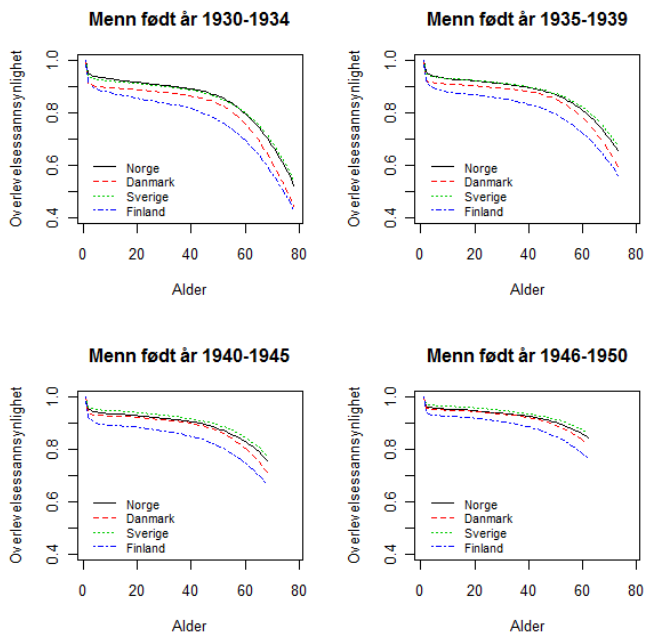 Menn født år 1930-1934
Overlevelsessannsynlighet
1.0
0.8
0.6
0.4
Norge
Danmark
Sverige
Finland
0 20 40 60 80
Alder
Menn født år 1935-1939
Overlevelsessannsynlighet
1.0
0.8
0.6
0.4
Norge
Danmark
Sverige
Finland
0 20 40 60 80
Alder
Menn født år 1940-1945
Overlevelsessannsynlighet
1.0
0.8
0.6
0.4
Norge
Danmark
Sverige
Finland
0 20 40 60 80
Alder
Menn født år 1946-1950
Overlevelsessannsynlighet
1.0
0.8
0.6
0.4
Norge
Danmark
Sverige
Finland
0 20 40 60 80
Alder